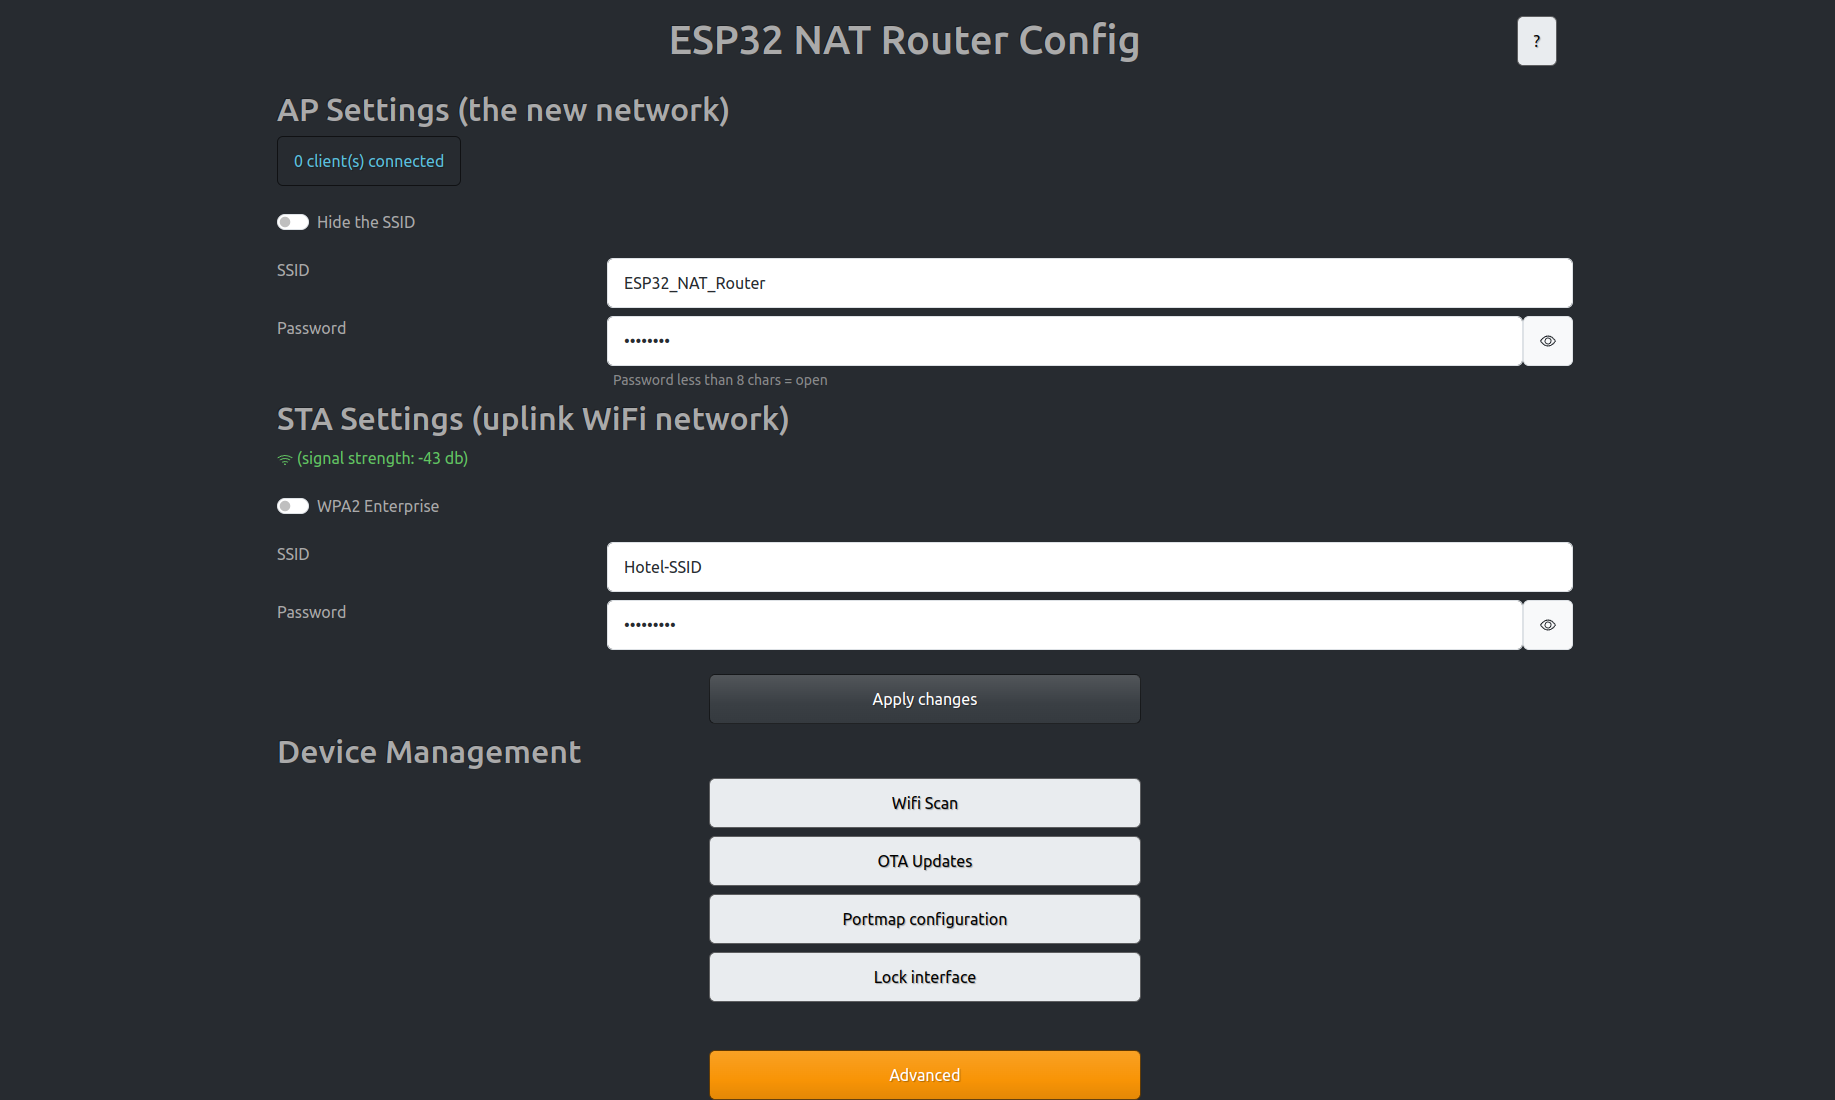 ESP32 NAT Router Config
?
AP Settings (the new network)
0 client(s) connected
Hide the SSID
SSID
ESP32_NAT_Router
Password
••••••••
Password less than 8 chars = open
STA Settings (uplink WiFi network)
(signal strength: -43 db)
WPA2 Enterprise
SSID
Hotel-SSID
Password
•••••••••
Apply changes
Device Management
Wifi Scan
OTA Updates
Portmap configuration
Lock interface
Advanced